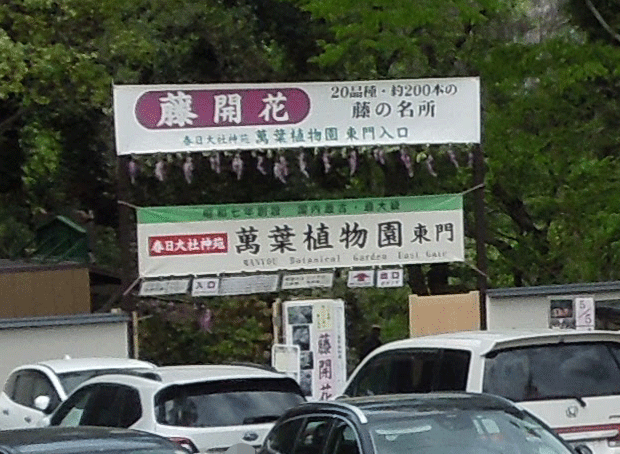 藤開花
20品種・約200本の
藤の名所
春日大社神苑 萬葉植物園 東門入口
昭和七年創設 国内最古・最大級
春日大社神苑 萬葉植物園 東門
MANYOU Botanical Garden East Gate
入口
出口
藤開花